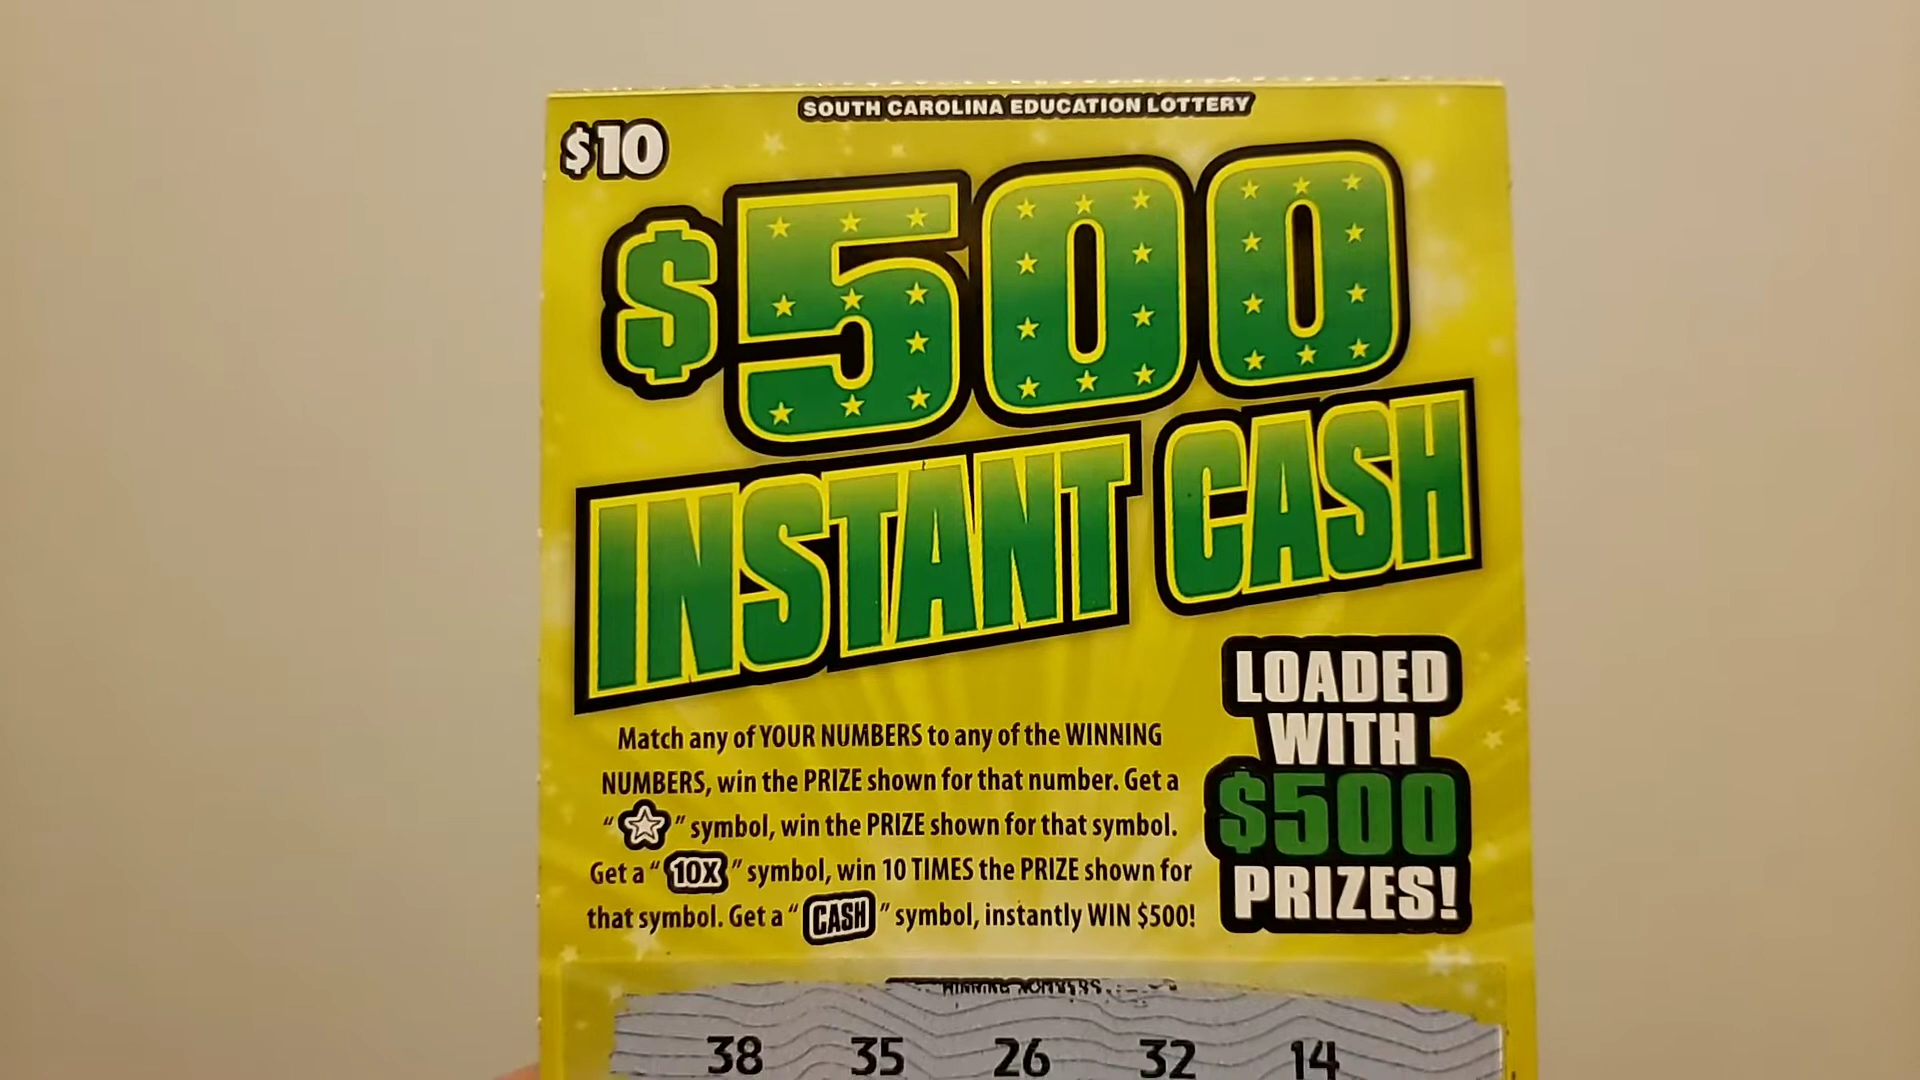 SOUTH CAROLINA EDUCATION LOTTERY
$10
$500
INSTANT CASH
LOADED
WITH
$500
PRIZES!
Match any of YOUR NUMBERS to any of the WINNING
NUMBERS, win the PRIZE shown for that number. Get a
" " symbol, win the PRIZE shown for that symbol.
Get a "10X" symbol, win 10 TIMES the PRIZE shown for
that symbol. Get a "CASH" symbol, instantly WIN $500!
WINNING NUMBERS
38 35 26 32 14